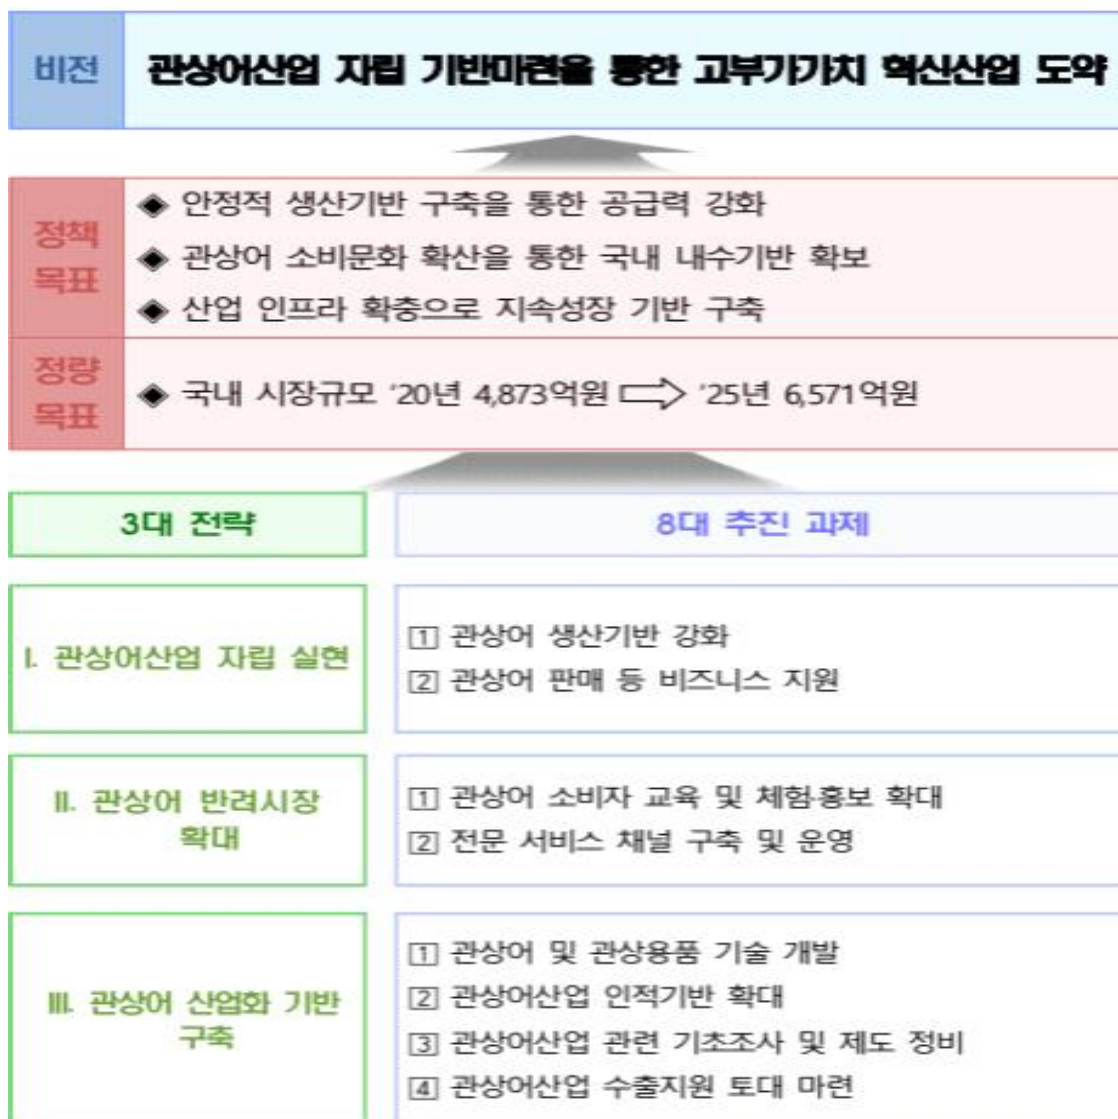 비전
관상어산업 자립 기반마련을 통한 고부가가치 혁신산업 도약
정책
목표
◈ 안정적 생산기반 구축을 통한 공급력 강화
◈ 관상어 소비문화 확산을 통한 국내 내수기반 확보
◈ 산업 인프라 확충으로 지속성장 기반 구축
정량
목표
◈ 국내 시장규모 ’20년 4,873억원 ⇨ ’25년 6,571억원
3대 전략
8대 추진 과제
Ⅰ. 관상어산업 자립 실현
1 관상어 생산기반 강화
2 관상어 판매 등 비즈니스 지원
Ⅱ. 관상어 반려시장
확대
1 관상어 소비자 교육 및 체험·홍보 확대
2 전문 서비스 채널 구축 및 운영
Ⅲ. 관상어 산업화 기반
구축
1 관상어 및 관상용품 기술 개발
2 관상어산업 인적기반 확대
3 관상어산업 관련 기초조사 및 제도 정비
4 관상어산업 수출지원 토대 마련